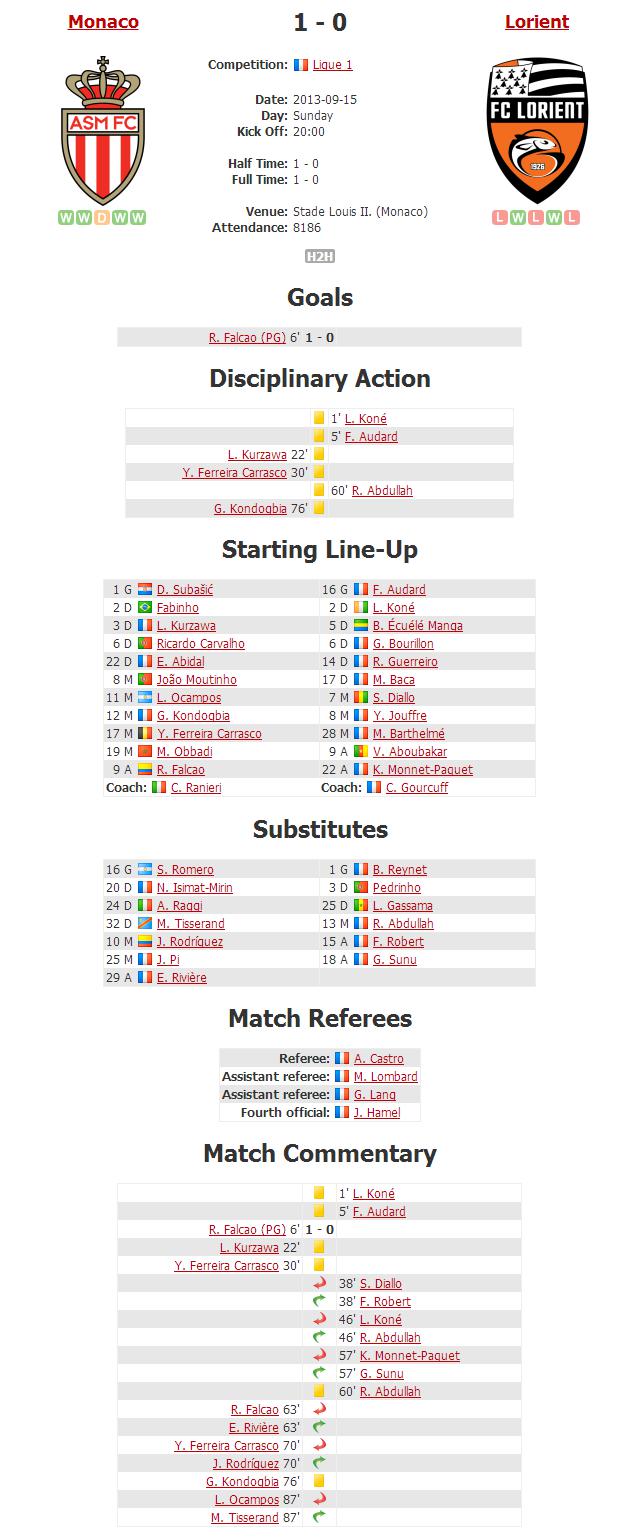 Monaco 1 - 0 Lorient
ASM FC
FC LORIENT
1926
Competition: Ligue 1
Date: 2013-09-15
Day: Sunday
Kick Off: 20:00
Half Time: 1 - 0
Full Time: 1 - 0
Venue: Stade Louis II. (Monaco)
Attendance: 8186
W W D W W
L W L W L
H2H
Goals
R. Falcao (PG) 6' 1 - 0
Disciplinary Action
1' L. Koné
5' F. Audard
L. Kurzawa 22'
Y. Ferreira Carrasco 30'
60' R. Abdullah
G. Kondogbia 76'
Starting Line-Up
1 G D. Subašić 16 G F. Audard
2 D Fabinho 2 D L. Koné
3 D L. Kurzawa 5 D B. Écuélé Manga
6 D Ricardo Carvalho 6 D G. Bourillon
22 D E. Abidal 14 D R. Guerreiro
8 M João Moutinho 17 D M. Baca
11 M L. Ocampos 7 M S. Diallo
12 M G. Kondogbia 8 M Y. Jouffre
17 M Y. Ferreira Carrasco 28 M M. Barthelmé
19 M M. Obbadi 9 A V. Aboubakar
9 A R. Falcao 22 A K. Monnet-Paquet
Coach: C. Ranieri Coach: C. Gourcuff
Substitutes
16 G S. Romero 1 G B. Reynet
20 D N. Isimat-Mirin 3 D Pedrinho
24 D A. Raggi 25 D L. Gassama
32 D M. Tisserand 13 M R. Abdullah
10 M J. Rodríguez 15 A F. Robert
25 M J. Pi 18 A G. Sunu
29 A E. Rivière
Match Referees
Referee: A. Castro
Assistant referee: M. Lombard
Assistant referee: G. Lang
Fourth official: J. Hamel
Match Commentary
1' L. Koné
5' F. Audard
R. Falcao (PG) 6' 1 - 0
L. Kurzawa 22'
Y. Ferreira Carrasco 30'
38' S. Diallo
38' F. Robert
46' L. Koné
46' R. Abdullah
57' K. Monnet-Paquet
57' G. Sunu
60' R. Abdullah
R. Falcao 63'
E. Rivière 63'
Y. Ferreira Carrasco 70'
J. Rodríguez 70'
G. Kondogbia 76'
L. Ocampos 87'
M. Tisserand 87'